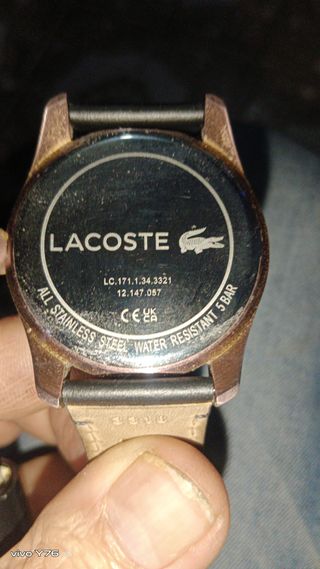 LACOSTE
LC.171.1.34.3321
12.147.057
CE UK CA
ALL STAINLESS STEEL WATER RESISTANT 5 BAR
vivo Y76